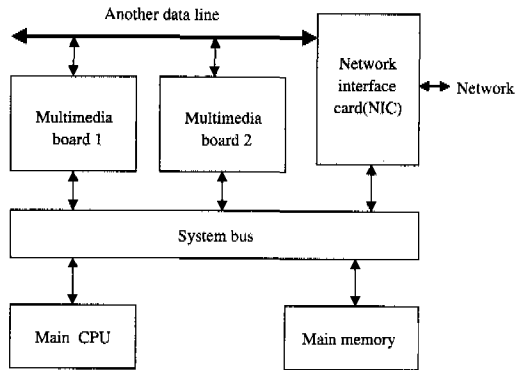 Another data line
Multimedia
board 1
Multimedia
board 2
Network
interface
card(NIC)
Network
System bus
Main CPU
Main memory